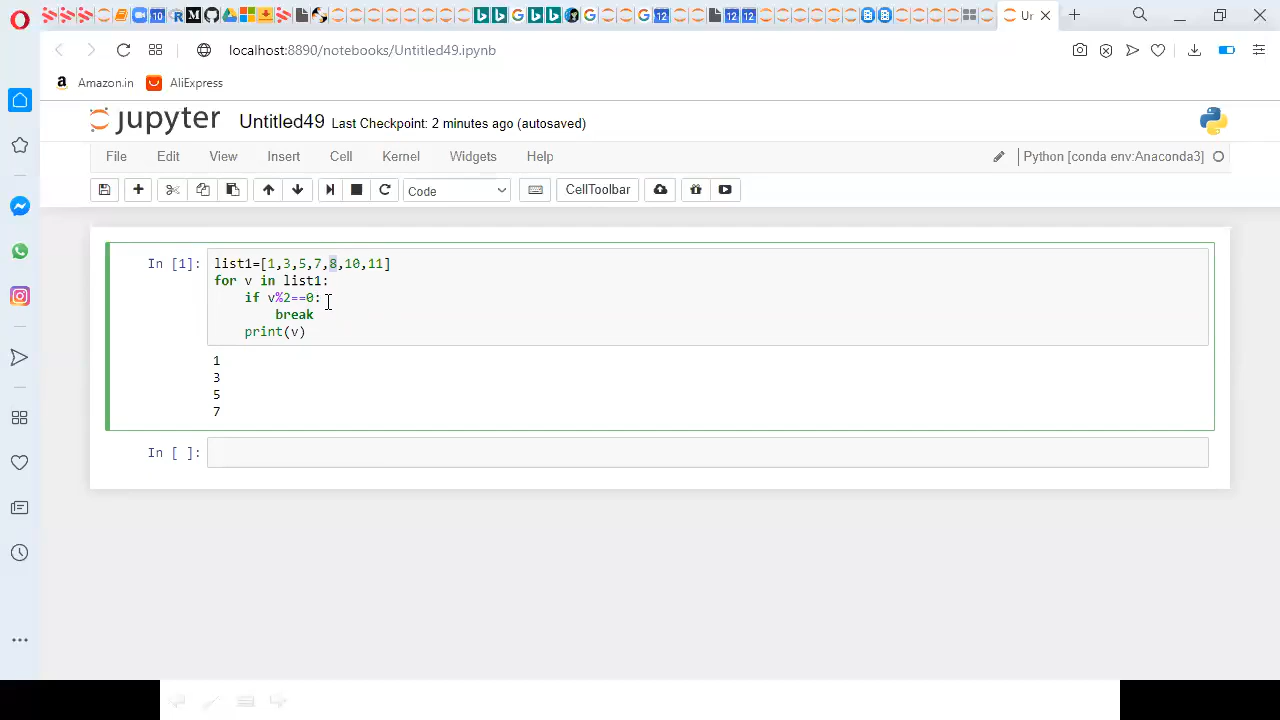 Ur
localhost:8890/notebooks/Untitled49.ipynb
Amazon.in AliExpress
jupyter Untitled49 Last Checkpoint: 2 minutes ago (autosaved)
File Edit View Insert Cell Kernel Widgets Help Python [conda env:Anaconda3]
Code CellToolbar
In [1]: list1=[1,3,5,7,8,10,11]
for v in list1:
    if v%2==0:
        break
    print(v)
1
3
5
7
In [ ]: